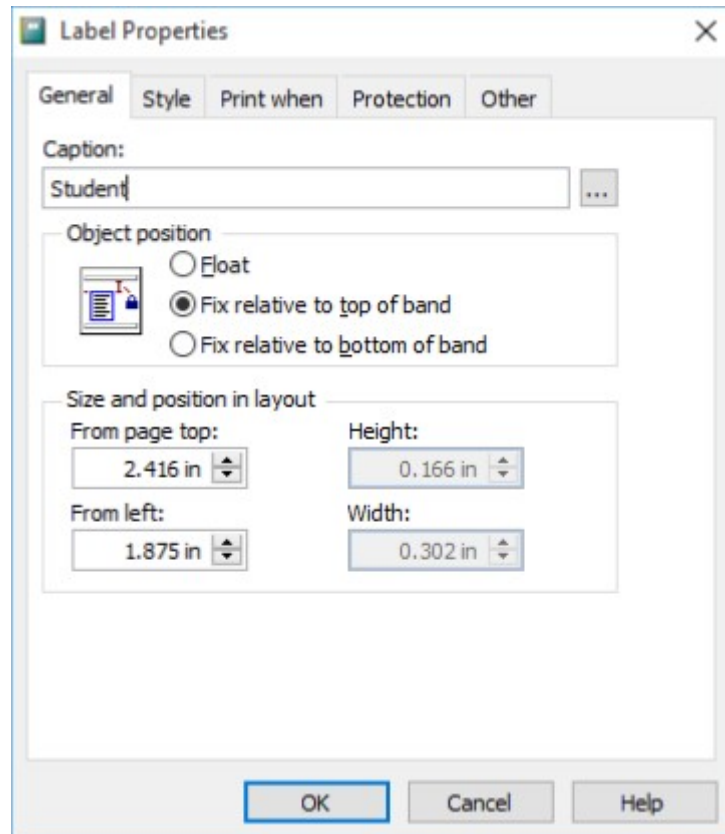 Label Properties
General Style Print when Protection Other
Caption:
Student
...
Object position
Float
Fix relative to top of band
Fix relative to bottom of band
Size and position in layout
From page top: Height:
2.416 in 0.166 in
From left: Width:
1.875 in 0.302 in
OK Cancel Help